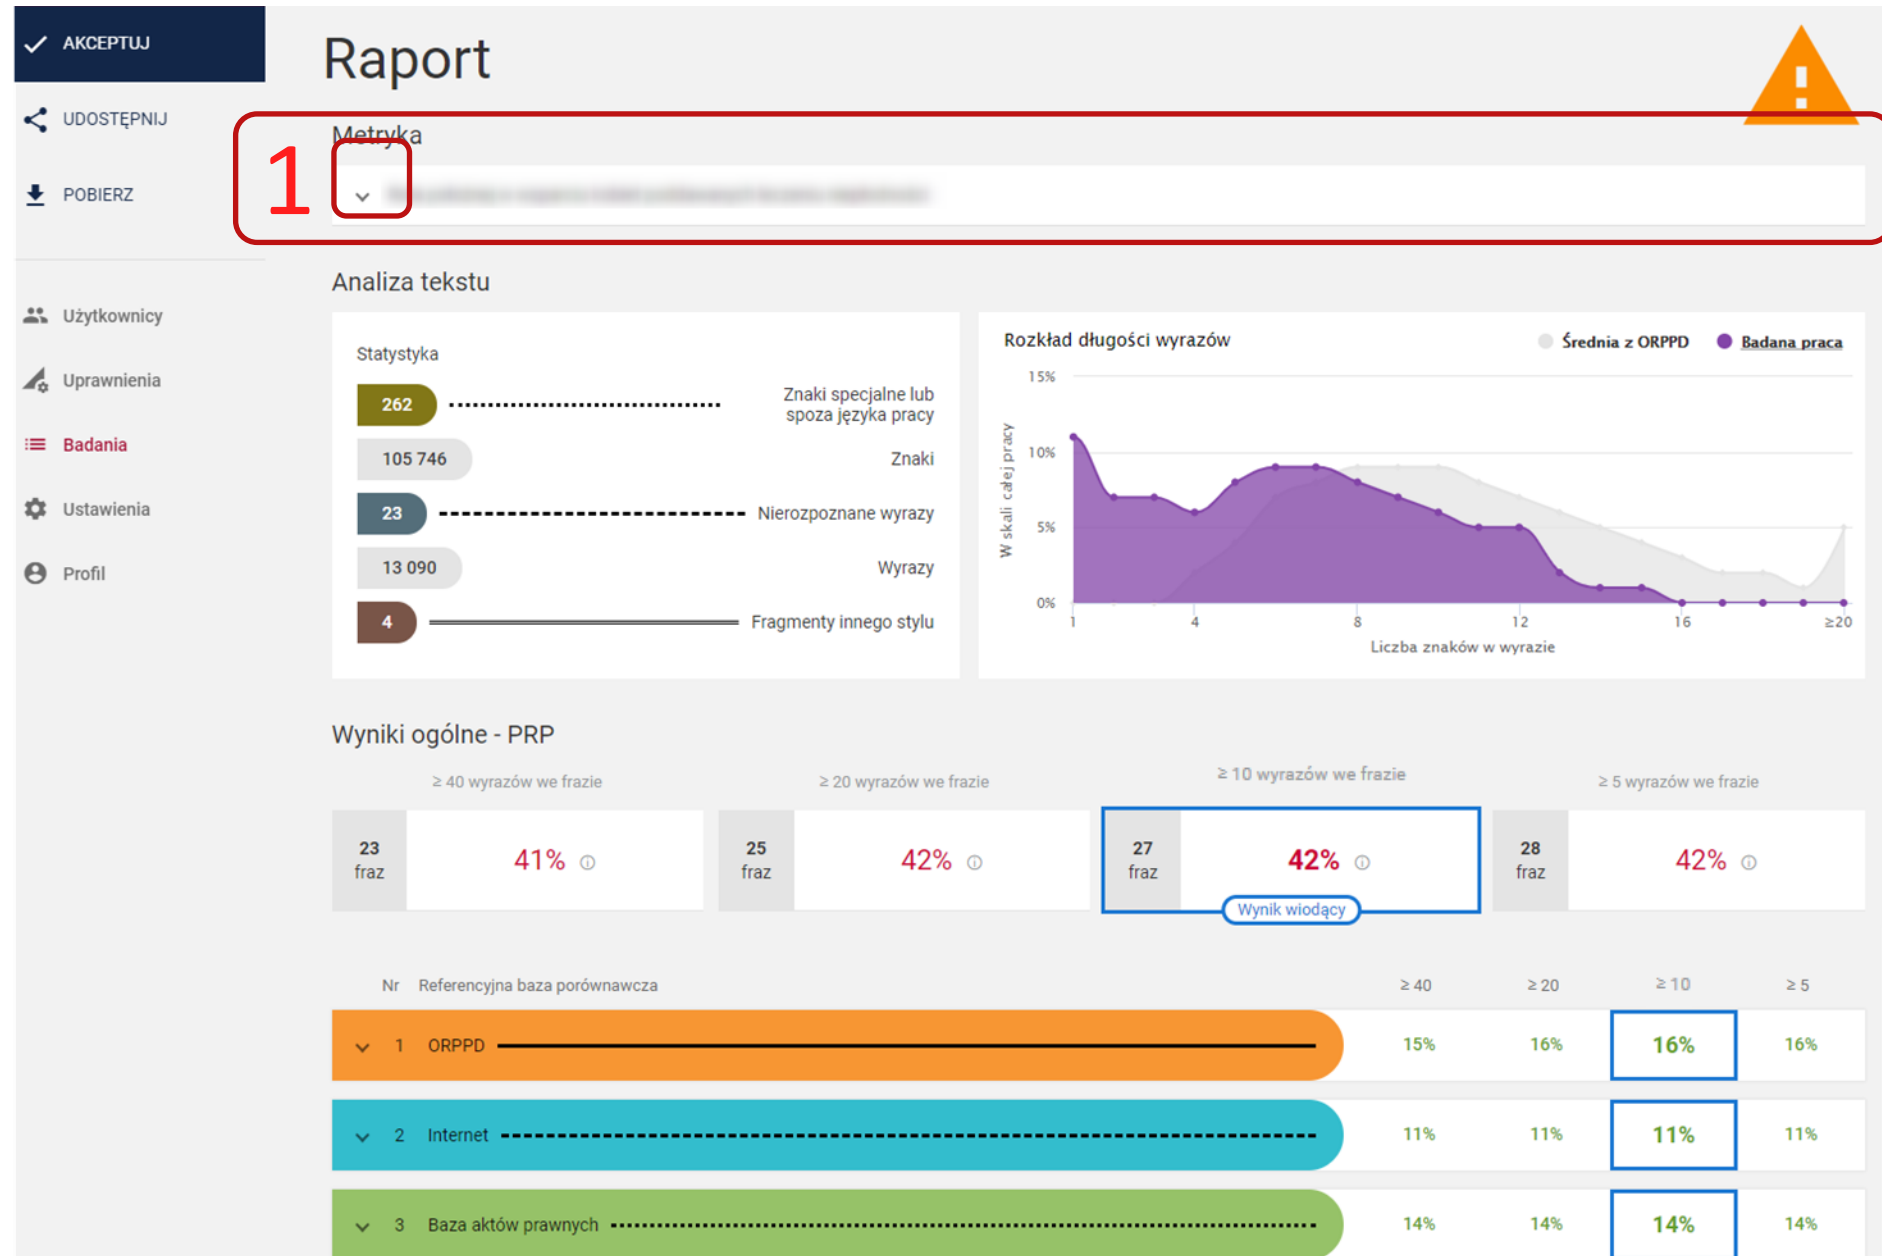 AKCEPTUJ
UDOSTĘPNIJ
POBIERZ
Użytkownicy
Uprawnienia
Badania
Ustawienia
Profil
Raport
Metryka
1
Analiza tekstu
Statystyka
262
Znaki specjalne lub
spoza języka pracy
105 746
Znaki
23
Nierozpoznane wyrazy
13 090
Wyrazy
4
Fragmenty innego stylu
Rozkład długości wyrazów
Średnia z ORPPD
Badana praca
15%
10%
5%
0%
W skali całej pracy
1 4 8 12 16 ≥20
Liczba znaków w wyrazie
Wyniki ogólne - PRP
≥ 40 wyrazów we frazie
≥ 20 wyrazów we frazie
≥ 10 wyrazów we frazie
≥ 5 wyrazów we frazie
23
fraz
41%
25
fraz
42%
27
fraz
42%
Wynik wiodący
28
fraz
42%
Nr Referencyjna baza porównawcza ≥ 40 ≥ 20 ≥ 10 ≥ 5
1 ORPPD 15% 16% 16% 16%
2 Internet 11% 11% 11% 11%
3 Baza aktów prawnych 14% 14% 14% 14%